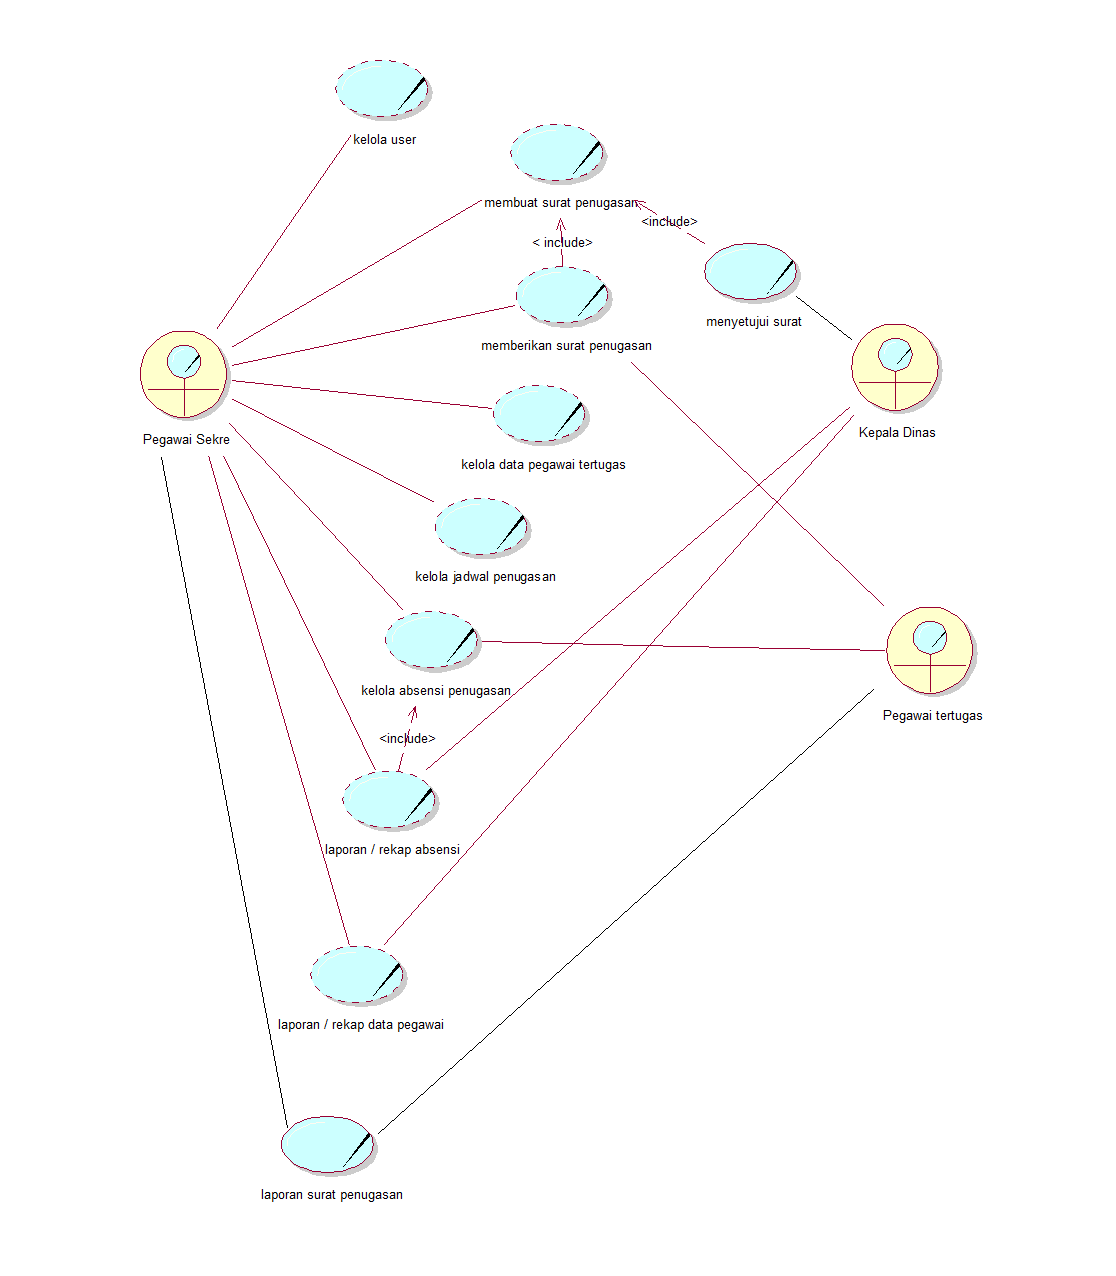 kelola user
membuat surat penugasan
<include>
< include>
menyetujui surat
memberikan surat penugasan
Pegawai Sekre
Kepala Dinas
kelola data pegawai tertugas
kelola jadwal penugasan
kelola absensi penugasan
Pegawai tertugas
<include>
laporan / rekap absensi
laporan / rekap data pegawai
laporan surat penugasan